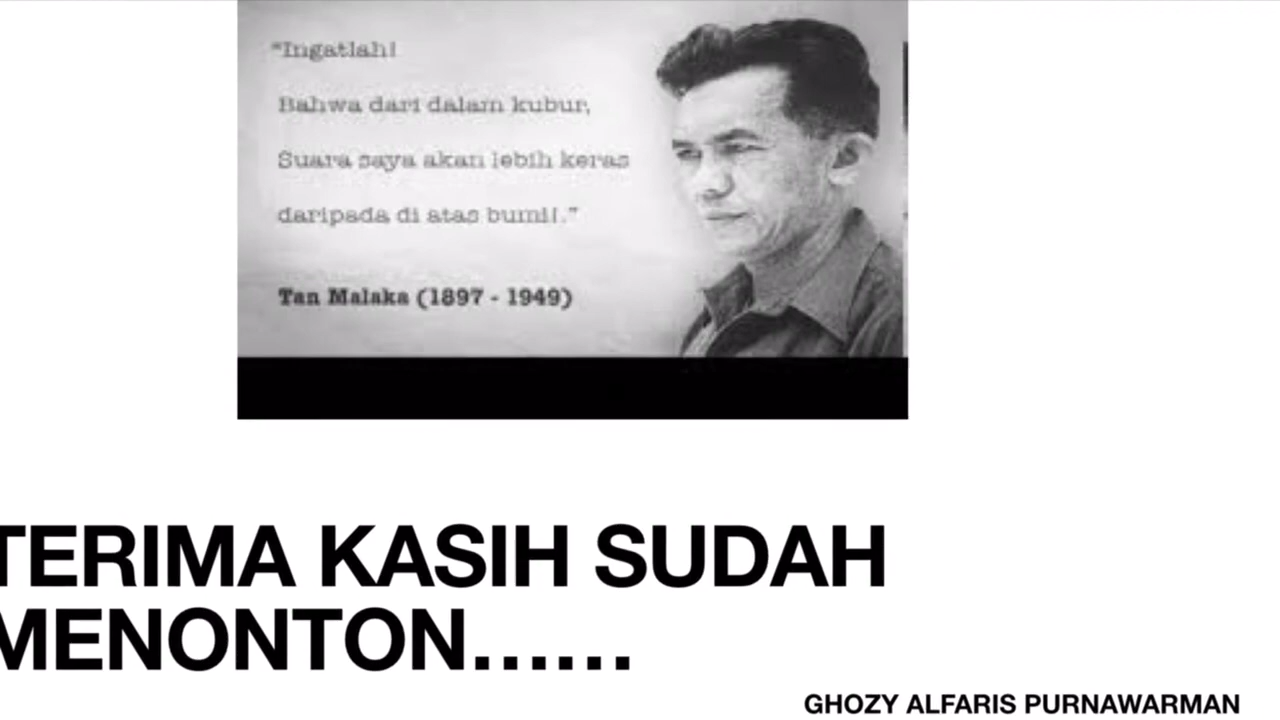 "Ingatlah!
Bahwa dari dalam kubur,
Suara saya akan lebih keras
daripada di atas bumi!."
Tan Malaka (1897 - 1949)
TERIMA KASIH SUDAH
MENONTON......
GHOZY ALFARIS PURNAWARMAN